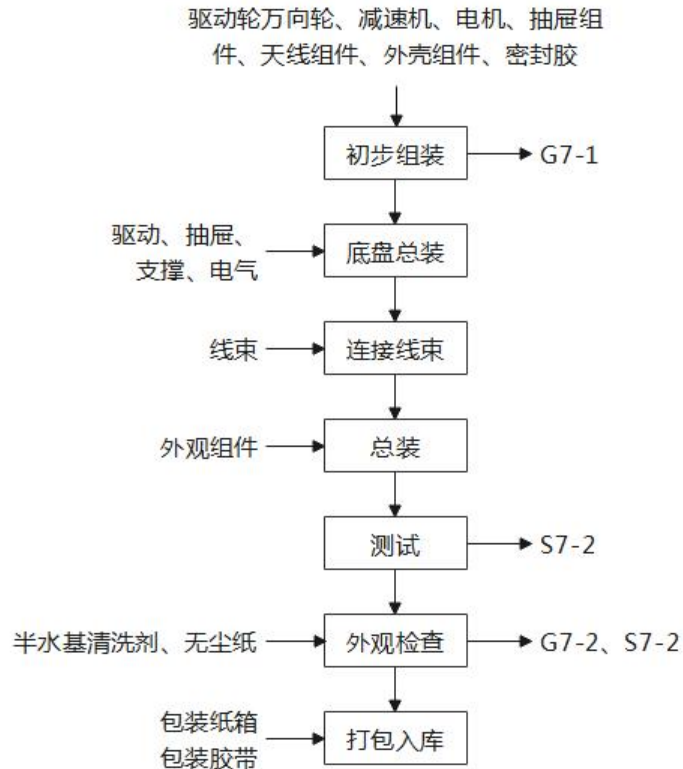 驱动轮万向轮、减速机、电机、抽屉组
件、天线组件、外壳组件、密封胶
初步组装
G7-1
驱动、抽屉、
支撑、电气
底盘总装
线束
连接线束
外观组件
总装
测试
S7-2
半水基清洗剂、无尘纸
外观检查
G7-2、S7-2
包装纸箱
包装胶带
打包入库